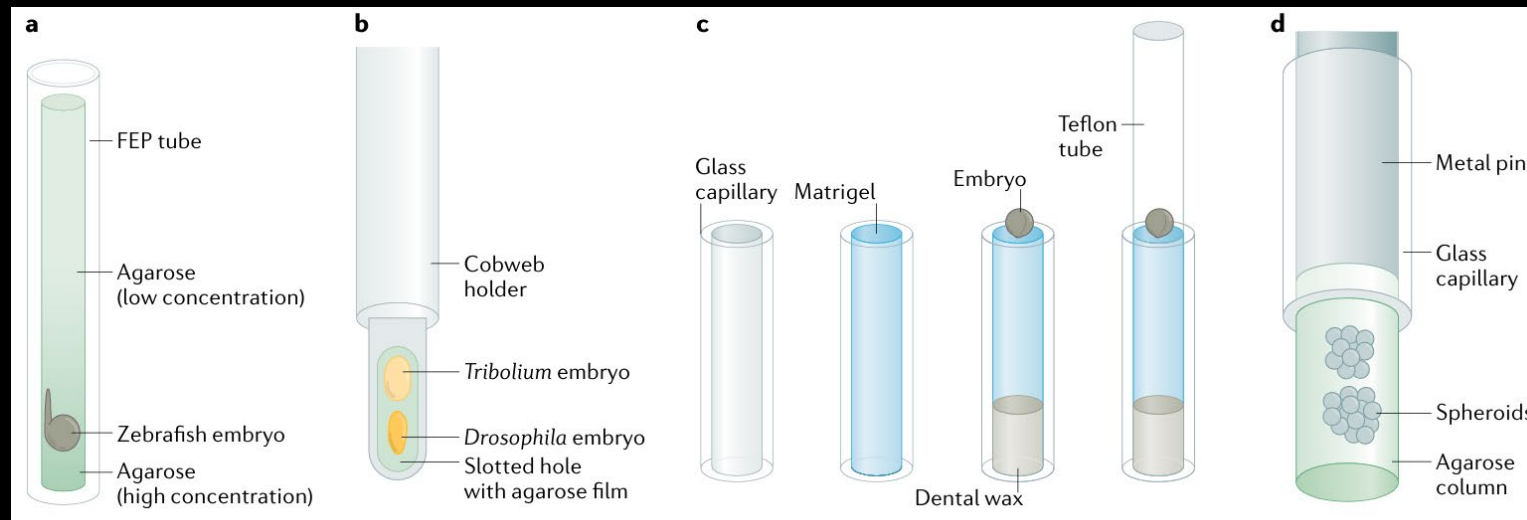 a
FEP tube
Agarose
(low concentration)
Zebrafish embryo
Agarose
(high concentration)
b
Cobweb
holder
Tribolium embryo
Drosophila embryo
Slotted hole
with agarose film
c
Glass
capillary
Matrigel
Embryo
Teflon
tube
Dental wax
d
Metal pin
Glass
capillary
Spheroids
Agarose
column